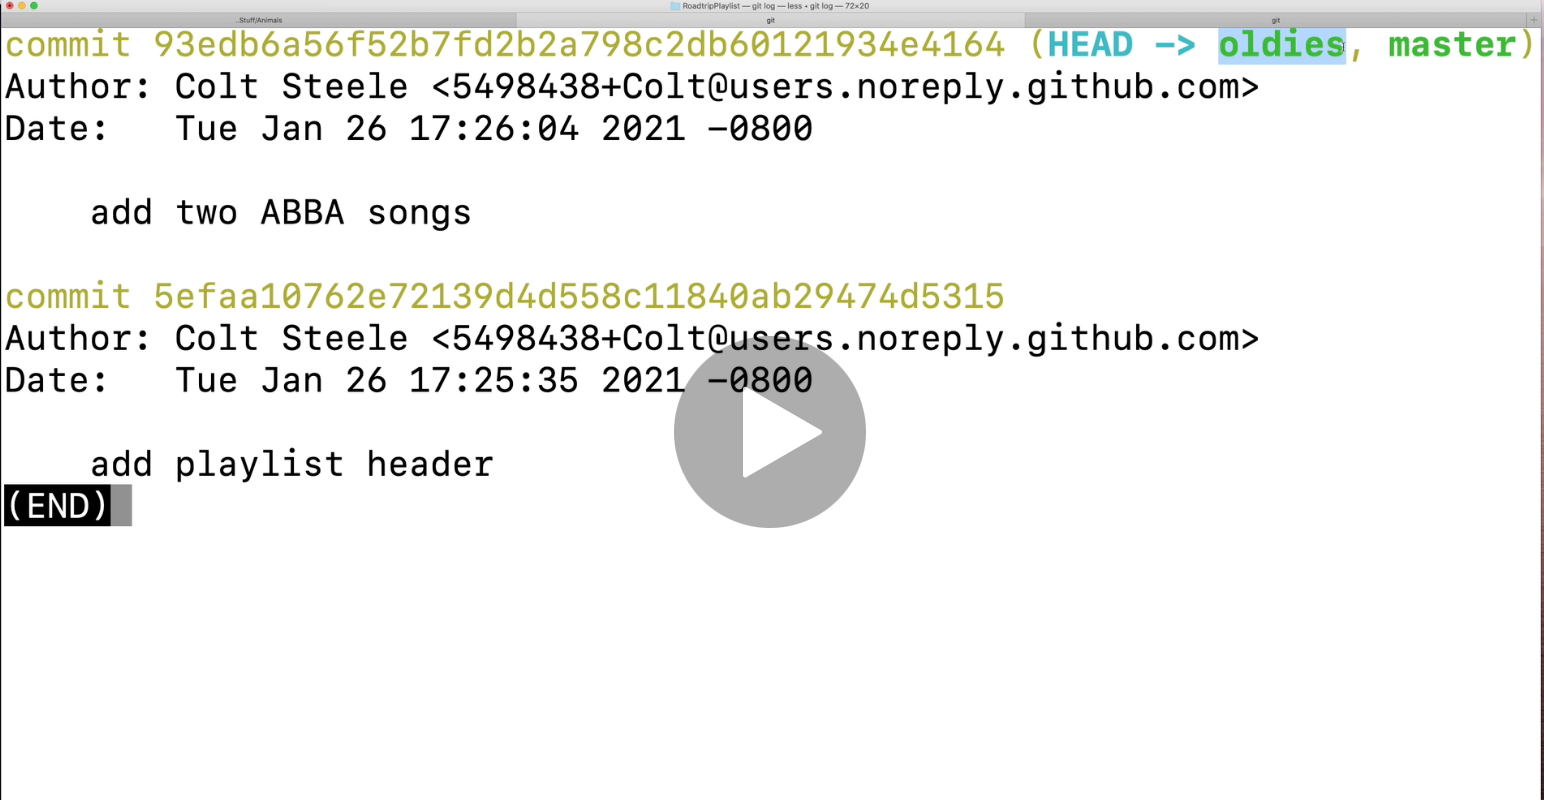 RoadtripPlaylist — git log — less • git log — 72×20
..Stuff/Animals git git +
commit 93edb6a56f52b7fd2b2a798c2db60121934e4164 (HEAD -> oldies, master)
Author: Colt Steele <5498438+Colt@users.noreply.github.com>
Date:   Tue Jan 26 17:26:04 2021 -0800
add two ABBA songs
commit 5efaa10762e72139d4d558c11840ab29474d5315
Author: Colt Steele <5498438+Colt@users.noreply.github.com>
Date:   Tue Jan 26 17:25:35 2021 -0800
add playlist header
(END)